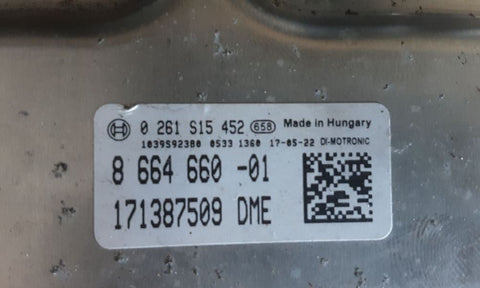 0 261 S15 452 658 Made in Hungary
1039S92380 0533 1360 17-05-22 DI-MOTRONIC
8 664 660 -01
171387509 DME